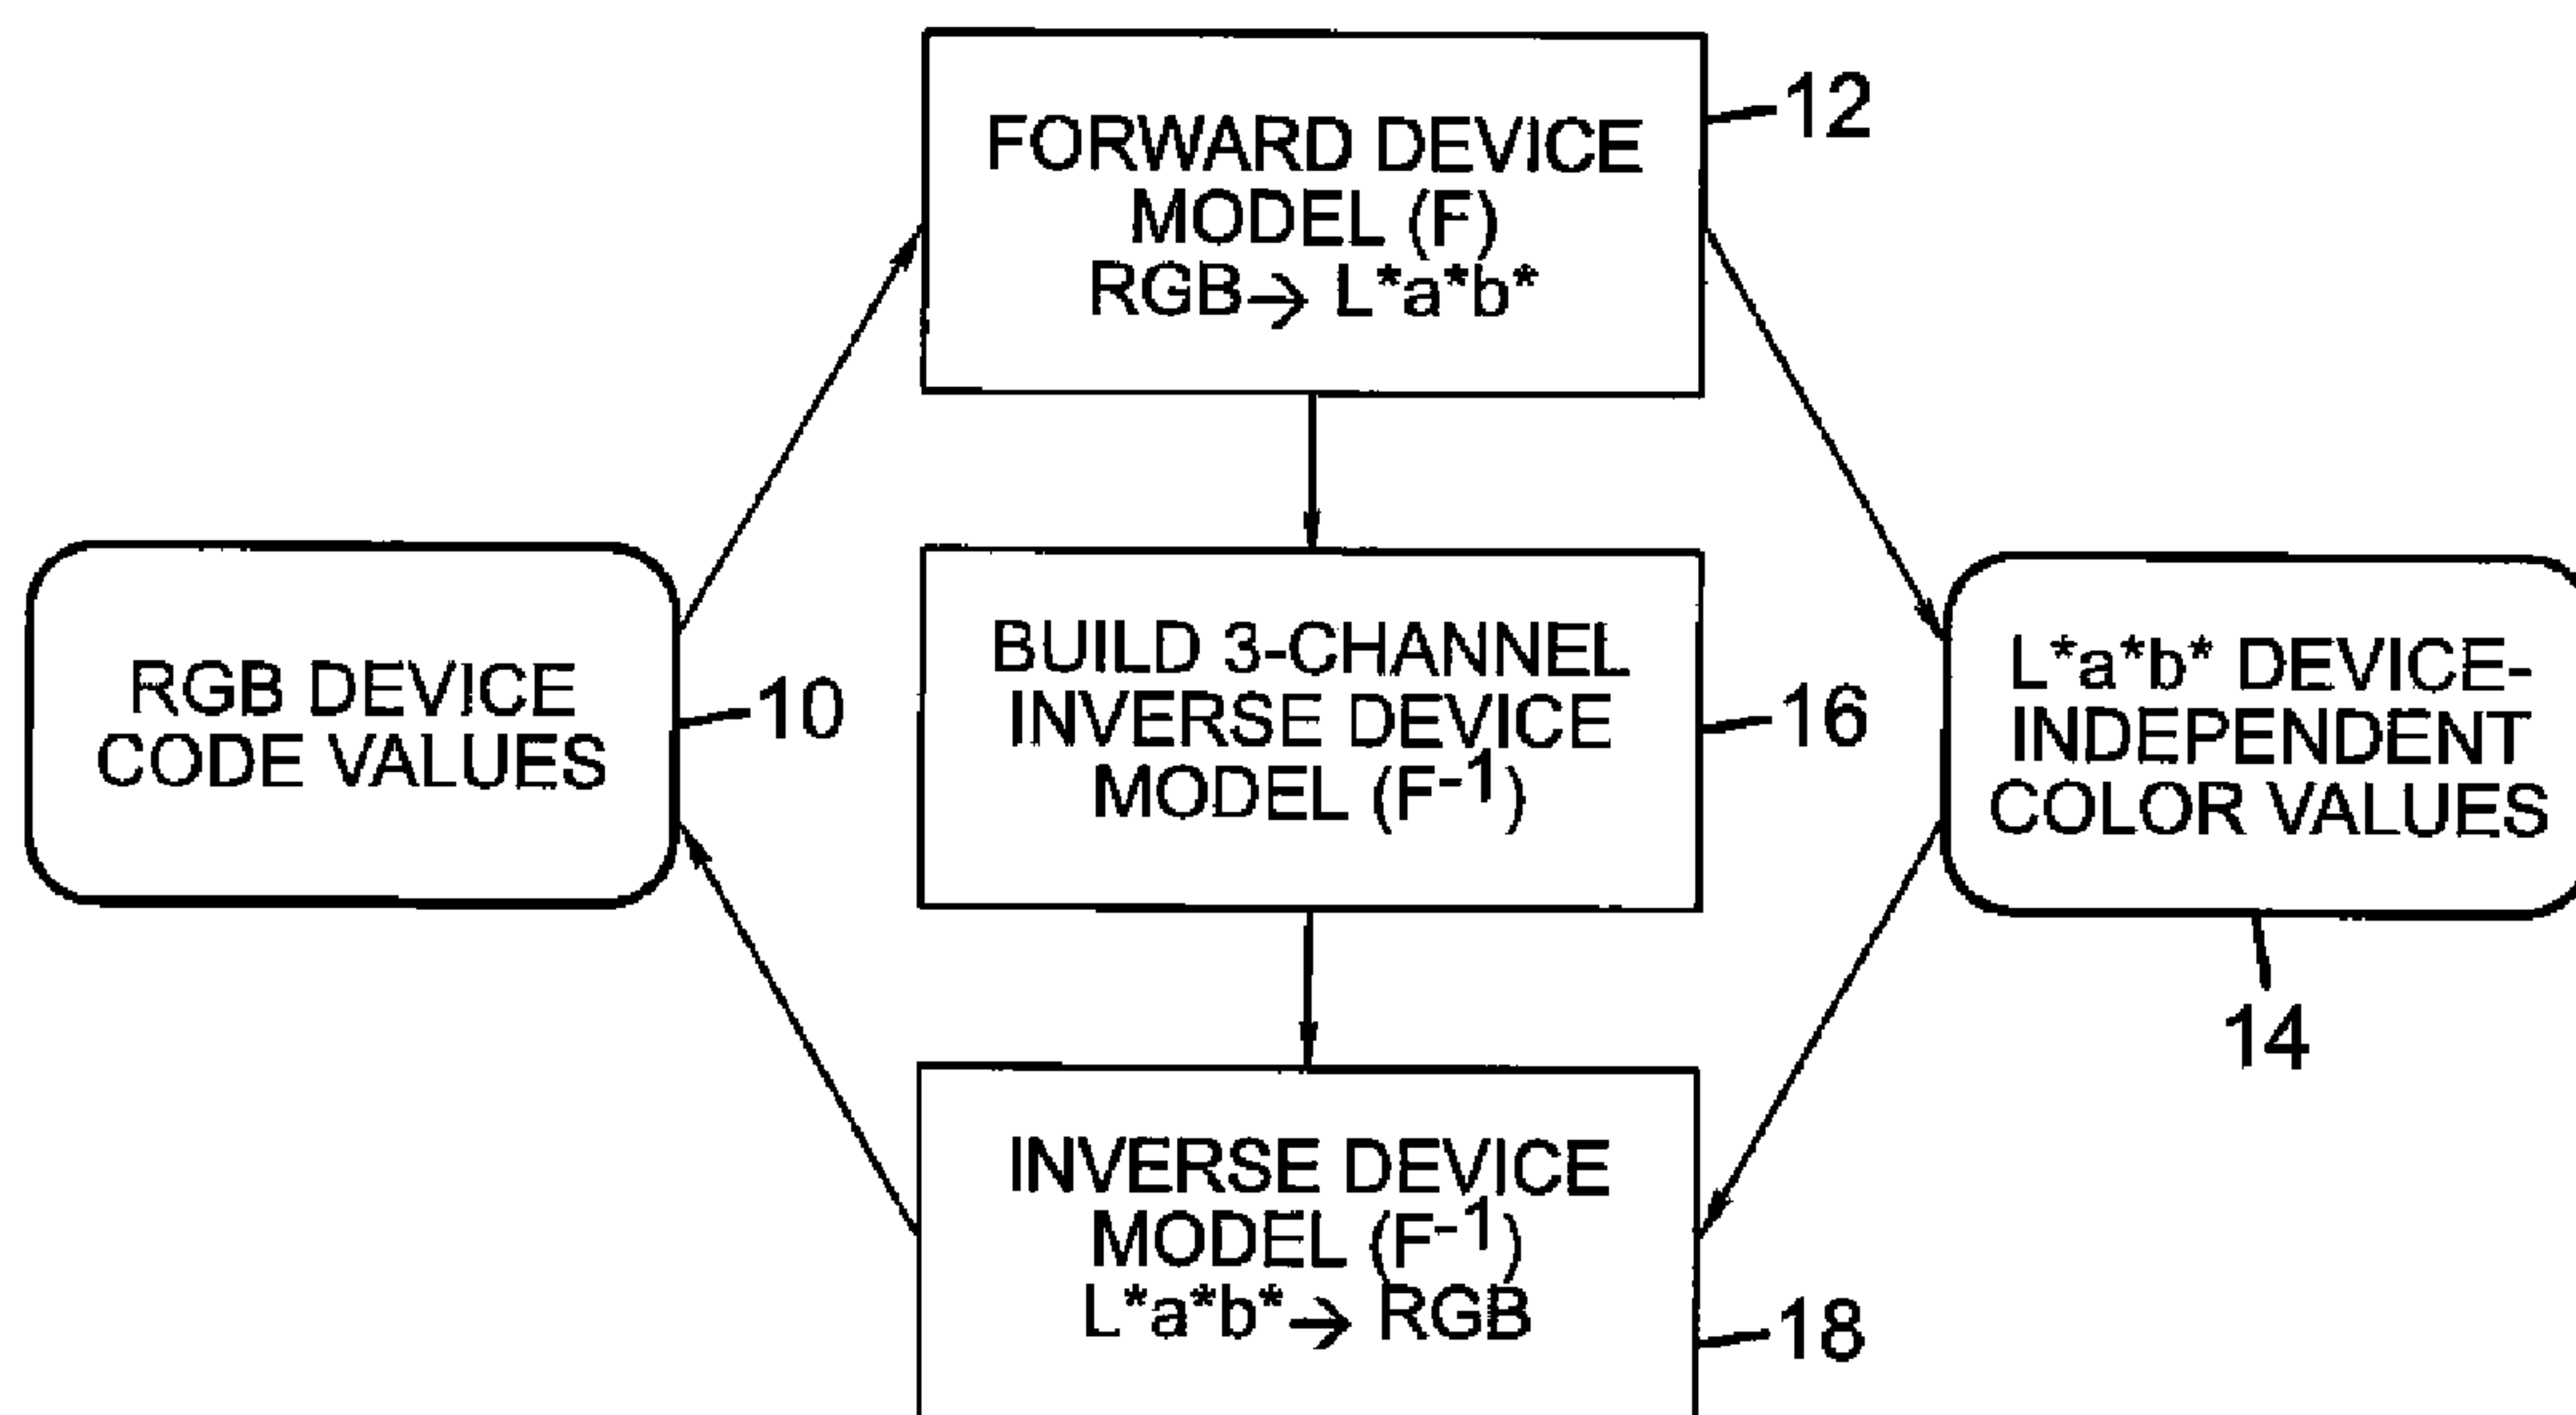 FORWARD DEVICE
MODEL (F)
RGB→ L*a*b*
12
RGB DEVICE
CODE VALUES
10
BUILD 3-CHANNEL
INVERSE DEVICE
MODEL (F-1)
16
L*a*b* DEVICE-
INDEPENDENT
COLOR VALUES
14
INVERSE DEVICE
MODEL (F-1)
L*a*b*→ RGB
18